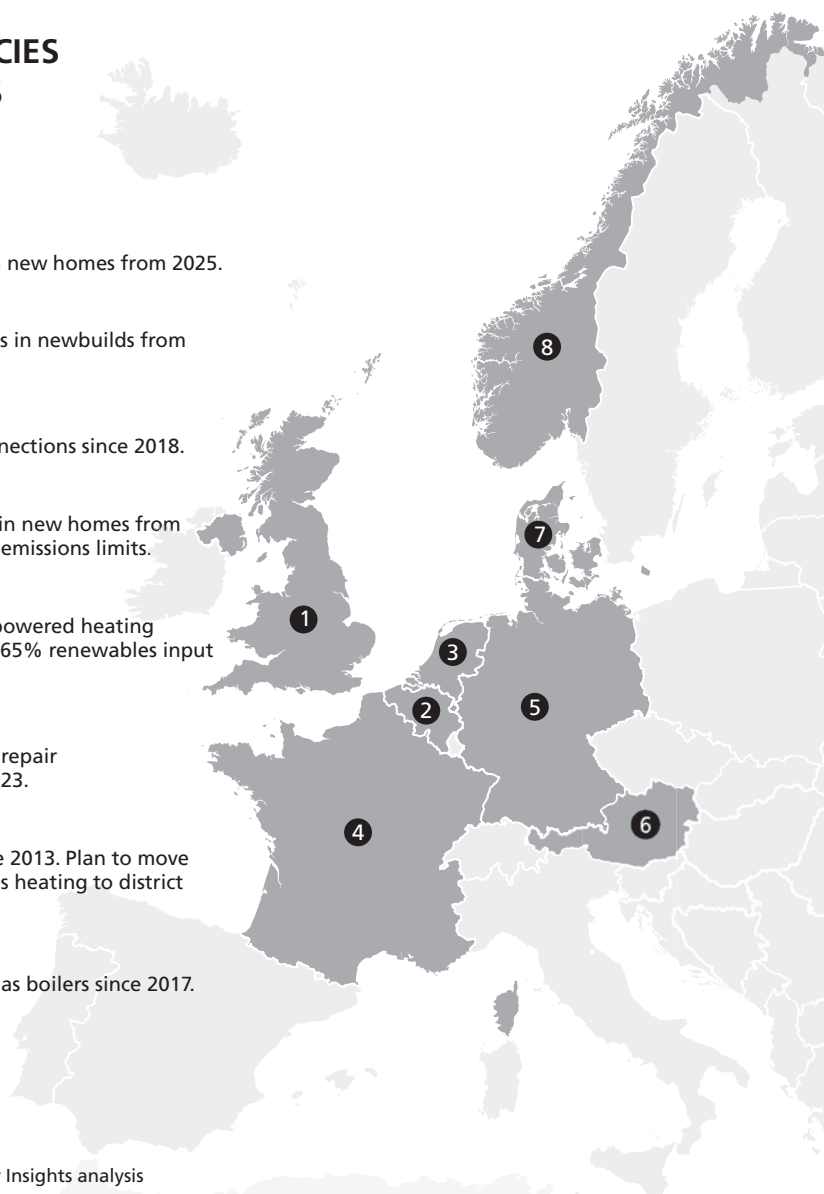 CIES
new homes from 2025.
s in newbuilds from
nections since 2018.
in new homes from
emissions limits.
powered heating
65% renewables input
repair
23.
e 2013. Plan to move
s heating to district
as boilers since 2017.
Insights analysis
1
2
3
4
5
6
7
8